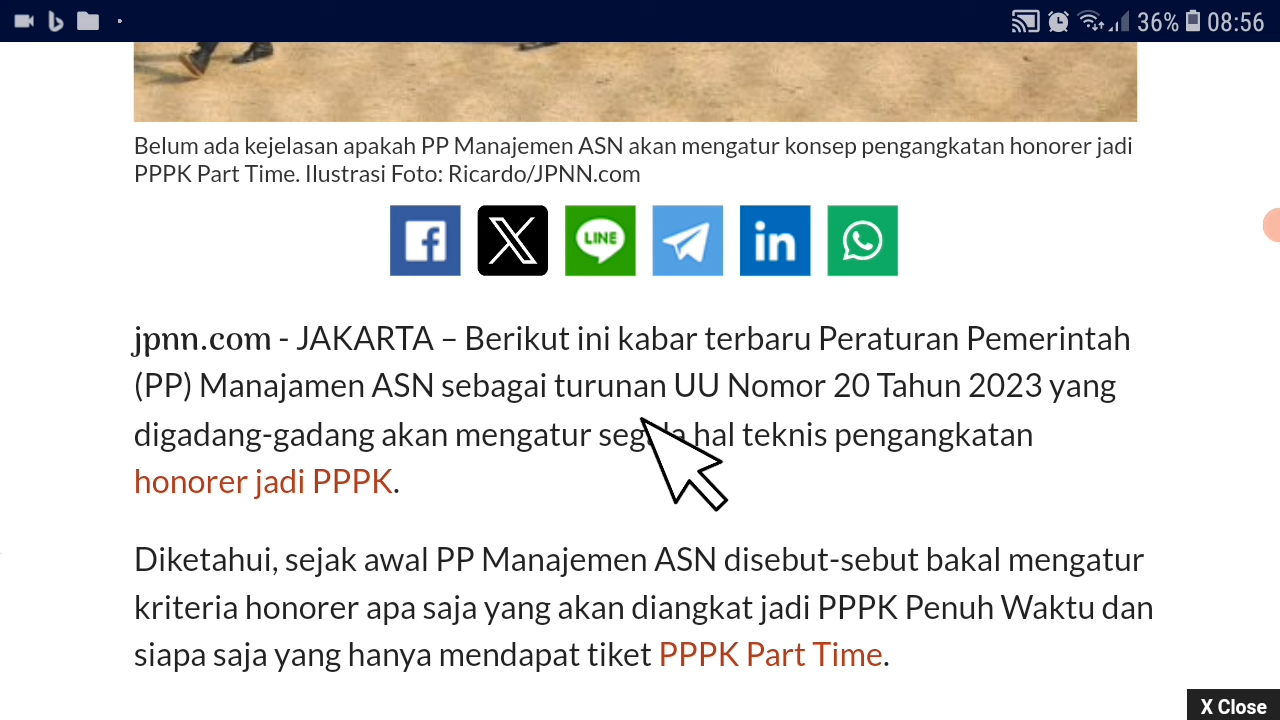 36% 08:56
Belum ada kejelasan apakah PP Manajemen ASN akan mengatur konsep pengangkatan honorer jadi
PPPK Part Time. Ilustrasi Foto: Ricardo/JPNN.com
LINE
jpnn.com - JAKARTA – Berikut ini kabar terbaru Peraturan Pemerintah
(PP) Manajamen ASN sebagai turunan UU Nomor 20 Tahun 2023 yang
digadang-gadang akan mengatur segala hal teknis pengangkatan
honorer jadi PPPK.
Diketahui, sejak awal PP Manajemen ASN disebut-sebut bakal mengatur
kriteria honorer apa saja yang akan diangkat jadi PPPK Penuh Waktu dan
siapa saja yang hanya mendapat tiket PPPK Part Time.
X Close